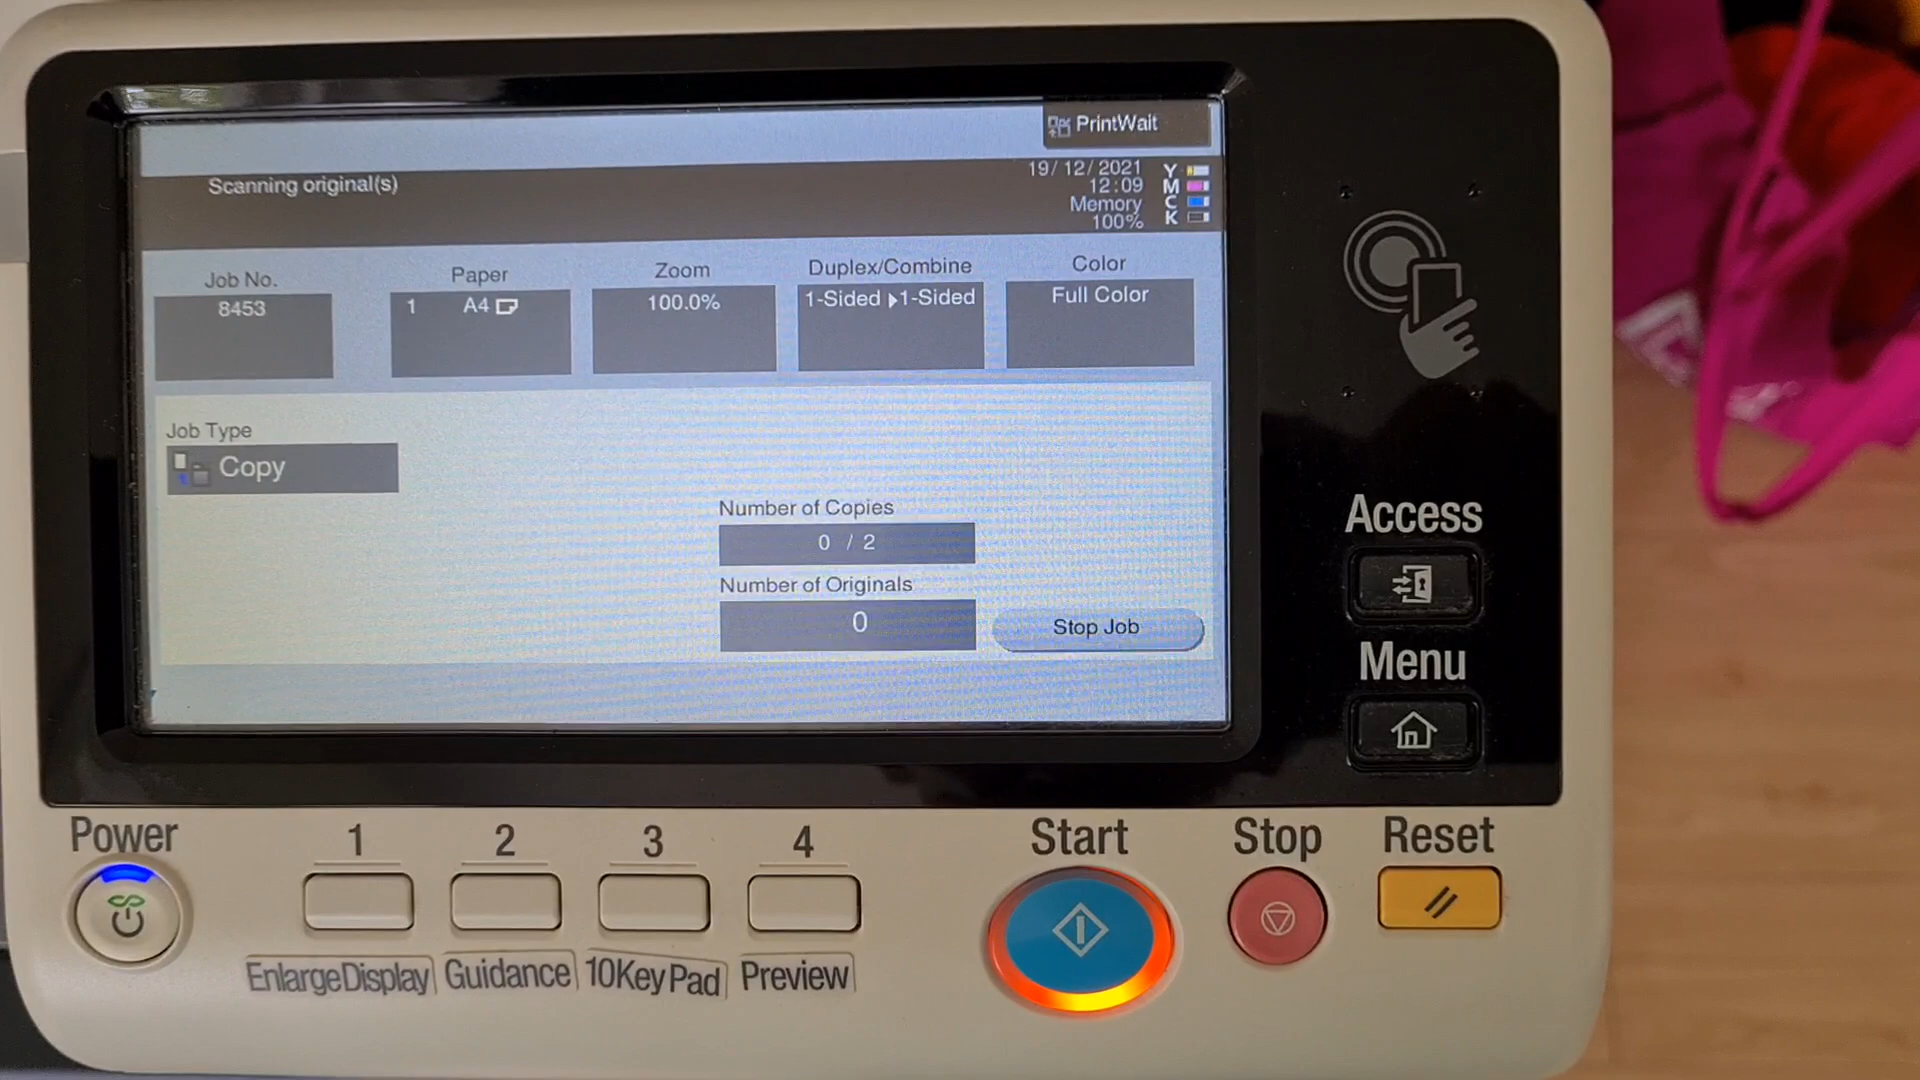 PrintWait
Scanning original(s)
19/12/2021
12:09
Memory
100%
Y
M
C
K
Job No.
8453
Paper
1 A4
Zoom
100.0%
Duplex/Combine
1-Sided ▶1-Sided
Color
Full Color
Job Type
Copy
Number of Copies
0 / 2
Number of Originals
0
Stop Job
Access
Menu
Power
1
2
3
4
Start
Stop
Reset
Enlarge Display
Guidance
10Key Pad
Preview